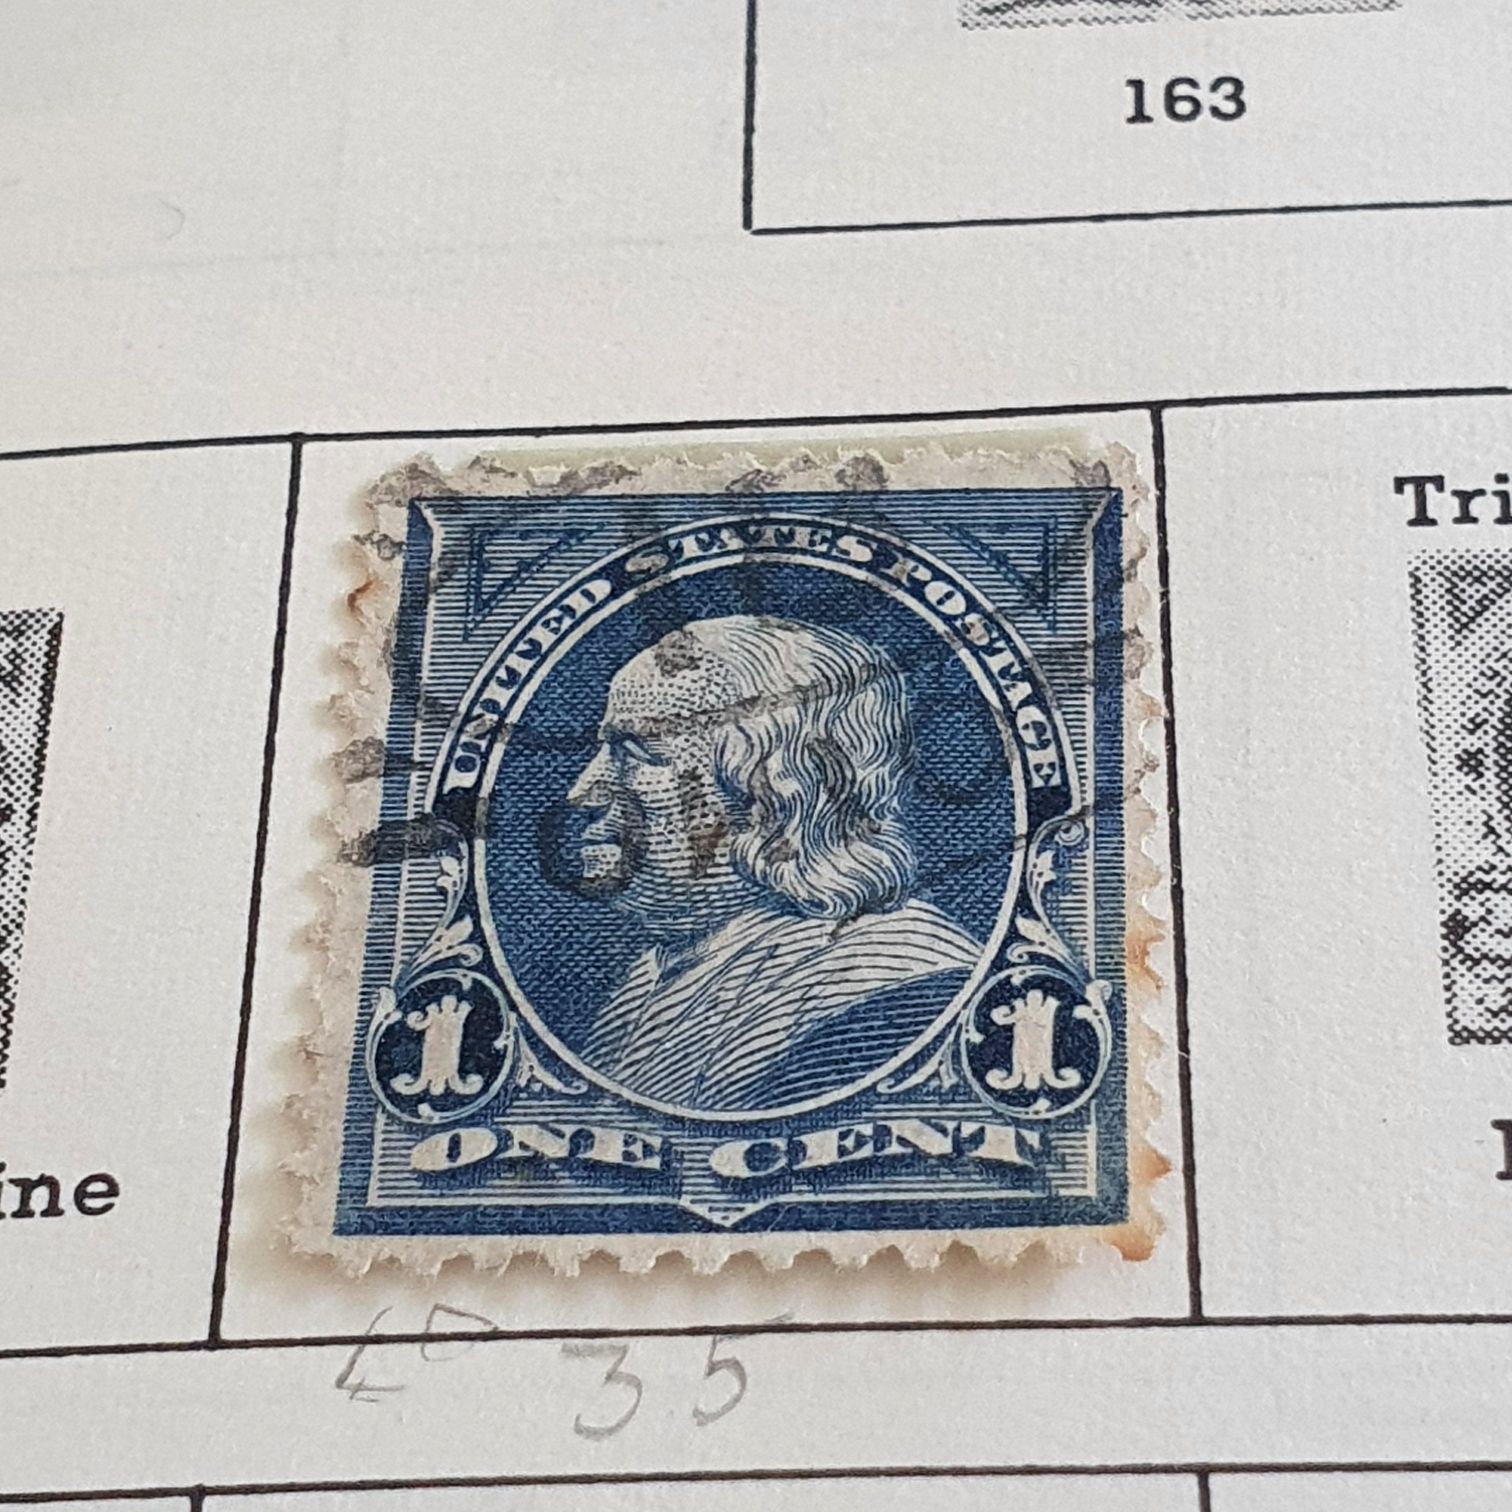 163
Tri
UNITED STATES POSTAGE
1 1
ONE CENT
ine
35